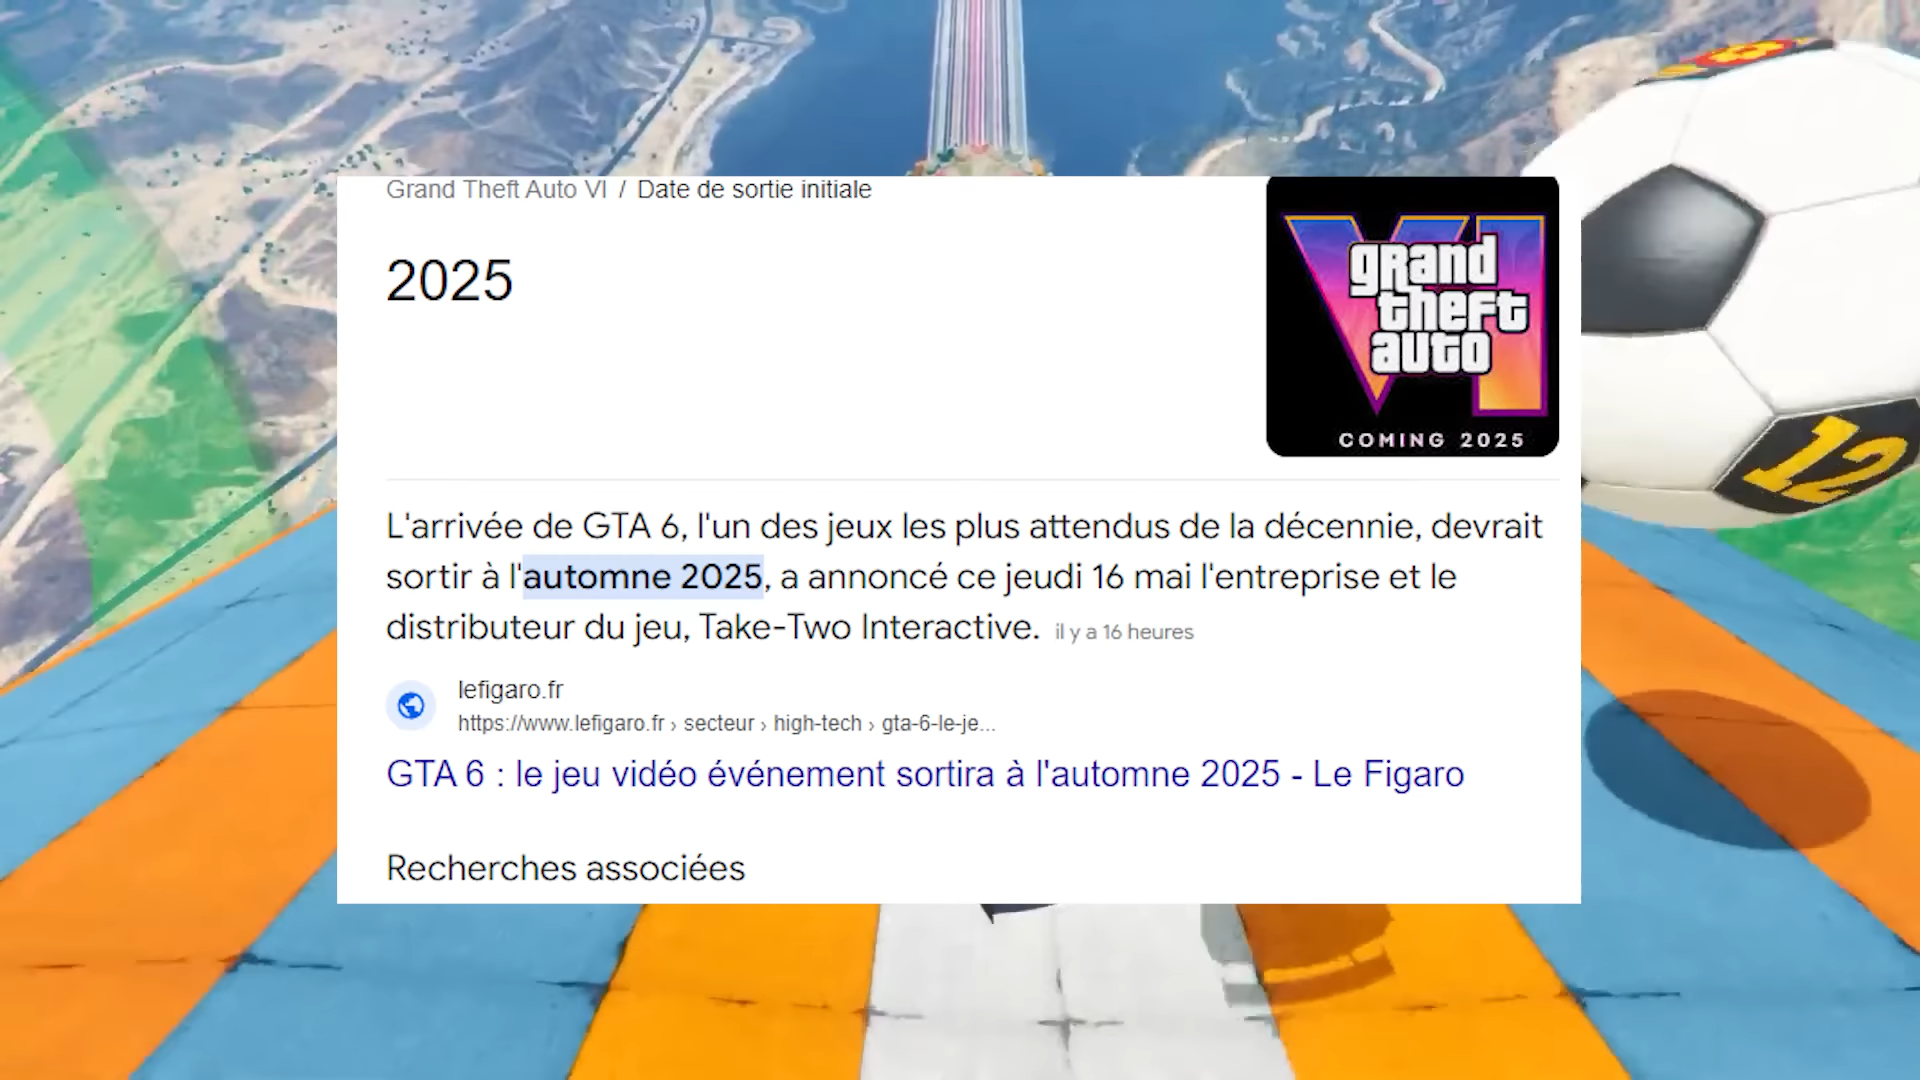 Grand Theft Auto VI / Date de sortie initiale
2025
grand
theft
auto
VI
COMING 2025
L'arrivée de GTA 6, l'un des jeux les plus attendus de la décennie, devrait
sortir à l'automne 2025, a annoncé ce jeudi 16 mai l'entreprise et le
distributeur du jeu, Take-Two Interactive. il y a 16 heures
lefigaro.fr
https://www.lefigaro.fr › secteur › high-tech › gta-6-le-je...
GTA 6 : le jeu vidéo événement sortira à l'automne 2025 - Le Figaro
Recherches associées
12